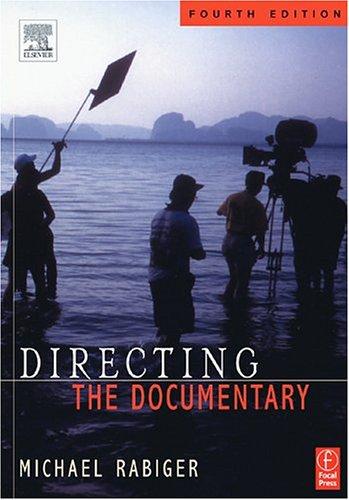 FOURTH EDITION
ELSEVIER
DIRECTING
THE DOCUMENTARY
MICHAEL RABIGER
Focal
Press